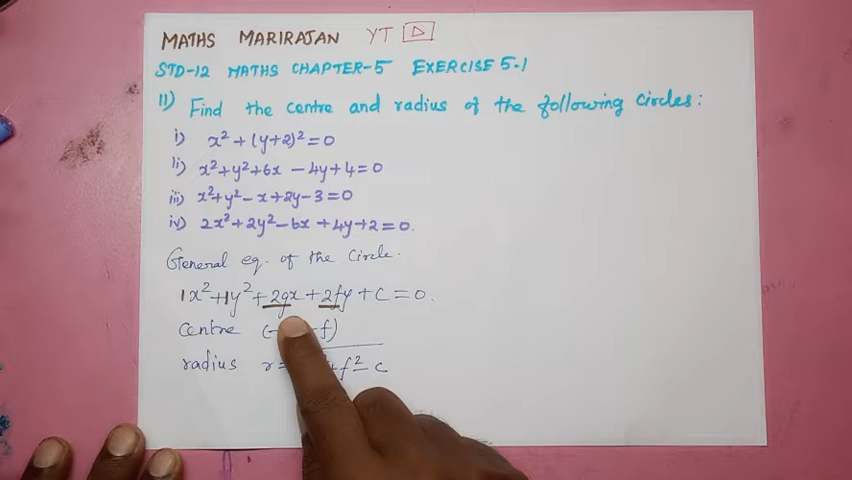 MATHS MARIRAJAN YT
STD-12 MATHS CHAPTER-5 EXERCISE 5.1
11) Find the centre and radius of the following circles:
i) x² + (y+2)² = 0
ii) x² + y² + 6x - 4y + 4 = 0
iii) x² + y² - x + 2y - 3 = 0
iv) 2x² + 2y² - 6x + 4y + 2 = 0.
General eq. of the circle.
1x² + 1y² + 2gx + 2fy + c = 0.
centre (- -f)
radius r = + f² - c